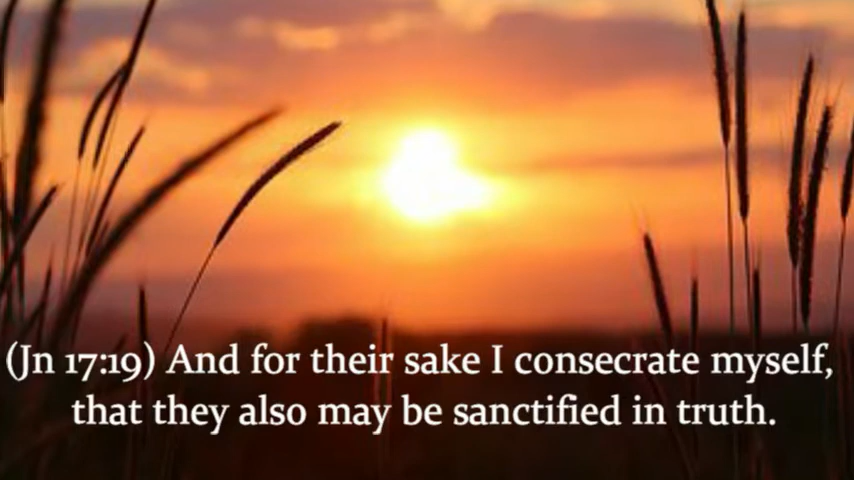 (Jn 17:19) And for their sake I consecrate myself,
that they also may be sanctified in truth.